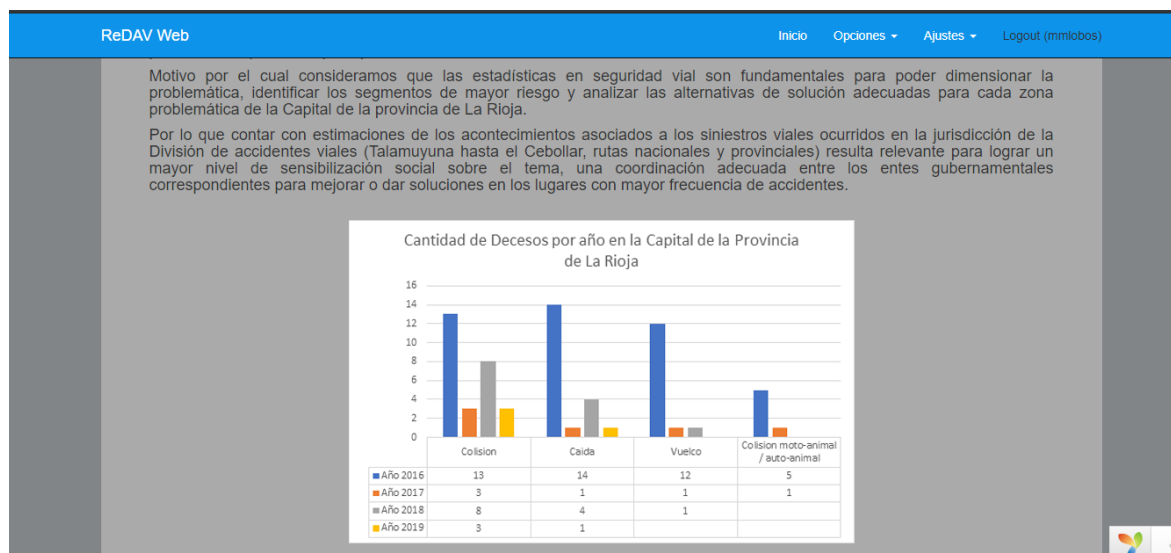 ReDAV Web Inicio Opciones Ajustes Logout (mmlobos)
Motivo por el cual consideramos que las estadísticas en seguridad vial son fundamentales para poder dimensionar la
problemática, identificar los segmentos de mayor riesgo y analizar las alternativas de solución adecuadas para cada zona
problemática de la Capital de la provincia de La Rioja.
Por lo que contar con estimaciones de los acontecimientos asociados a los siniestros viales ocurridos en la jurisdicción de la
División de accidentes viales (Talamuyuna hasta el Cebollar, rutas nacionales y provinciales) resulta relevante para lograr un
mayor nivel de sensibilización social sobre el tema, una coordinación adecuada entre los entes gubernamentales
correspondientes para mejorar o dar soluciones en los lugares con mayor frecuencia de accidentes.
Cantidad de Decesos por año en la Capital de la Provincia
de La Rioja
16
14
12
10
8
6
4
2
0
Colision Caida Vuelco Colision moto-animal
/ auto-animal
Año 2016 13 14 12 5
Año 2017 3 1 1 1
Año 2018 8 4 1
Año 2019 3 1